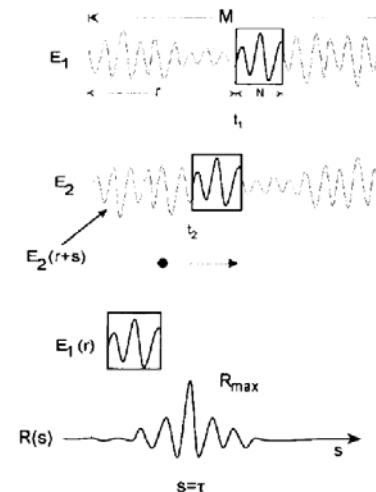 M
E1
r
N
t1
E2
t2
E2(r+s)
E1(r)
Rmax
R(s)
s
s=τ